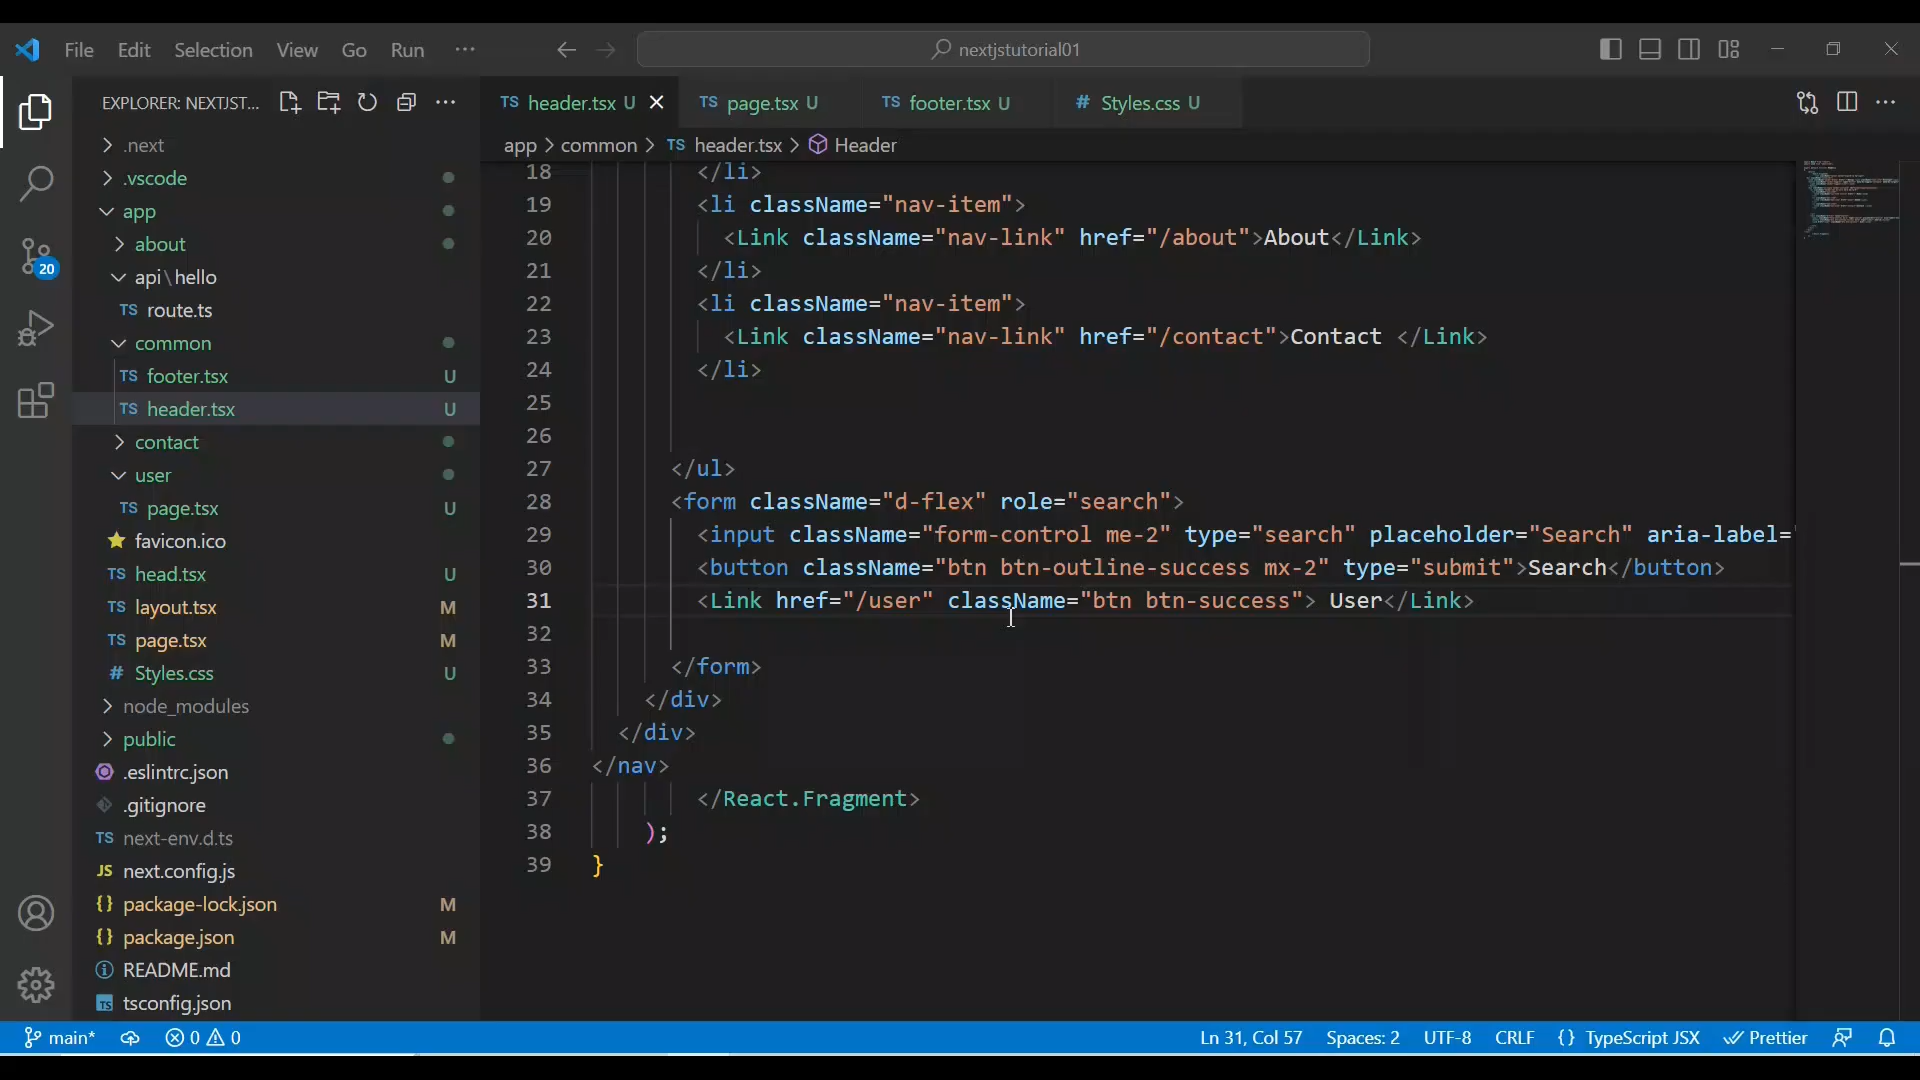 File Edit Selection View Go Run ···
nextjstutorial01
EXPLORER: NEXTJST...
.next
.vscode
app
about
api\hello
TS route.ts
common
TS footer.tsx U
TS header.tsx U
contact
user
TS page.tsx U
favicon.ico
TS head.tsx U
TS layout.tsx M
TS page.tsx M
# Styles.css U
node_modules
public
.eslintrc.json
.gitignore
TS next-env.d.ts
JS next.config.js
{} package-lock.json M
{} package.json M
README.md
TS tsconfig.json
20
TS header.tsx U TS page.tsx U TS footer.tsx U # Styles.css U
app > common > TS header.tsx > Header
18 </li>
19 <li className="nav-item">
20 <Link className="nav-link" href="/about">About</Link>
21 </li>
22 <li className="nav-item">
23 <Link className="nav-link" href="/contact">Contact </Link>
24 </li>
25
26
27 </ul>
28 <form className="d-flex" role="search">
29 <input className="form-control me-2" type="search" placeholder="Search" aria-label="
30 <button className="btn btn-outline-success mx-2" type="submit">Search</button>
31 <Link href="/user" className="btn btn-success"> User</Link>
32
33 </form>
34 </div>
35 </div>
36 </nav>
37 </React.Fragment>
38 );
39 }
main* 0 0 Ln 31, Col 57 Spaces: 2 UTF-8 CRLF {} TypeScript JSX Prettier